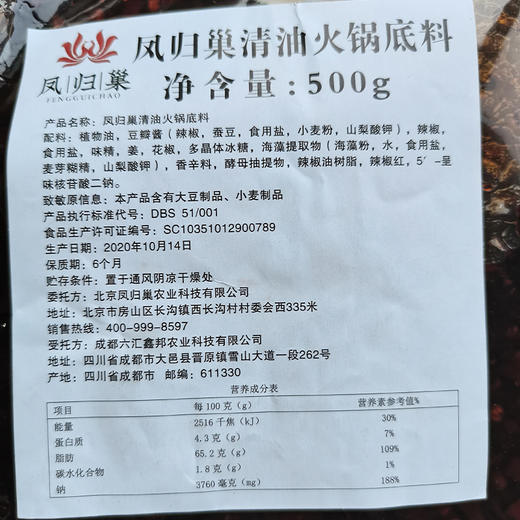 凤归巢清油火锅底料
凤|归|巢
FENGGUICHAO
净含量：500g
产品名称：凤归巢清油火锅底料
配料：植物油，豆瓣酱（辣椒，蚕豆，食用盐，小麦粉，山梨酸钾），辣椒，
食用盐，味精，姜，花椒，多晶体冰糖，海藻提取物（海藻粉，水，食用盐，
麦芽糊精，山梨酸钾），香辛料，酵母抽提物，辣椒油树脂，辣椒红，5’-呈
味核苷酸二钠。
致敏原信息：本产品含有大豆制品、小麦制品
产品执行标准代号：DBS 51/001
食品生产许可证编号：SC10351012900789
生产日期：2020年10月14日
保质期：6个月
贮存条件：置于通风阴凉干燥处
委托方：北京凤归巢农业科技有限公司
地址：北京市房山区长沟镇西长沟村村委会西335米
销售热线：400-999-8597
受托方：成都六汇鑫邦农业科技有限公司
地址：四川省成都市大邑县晋原镇雪山大道一段262号
产地：四川省成都市 邮编：611330
营养成分表
项目 每100克（g） 营养素参考值%
能量 2516 千焦（kJ） 30%
蛋白质 4.3 克（g） 7%
脂肪 65.2 克（g） 109%
碳水化合物 1.8 克（g） 1%
钠 3760 毫克（mg） 188%